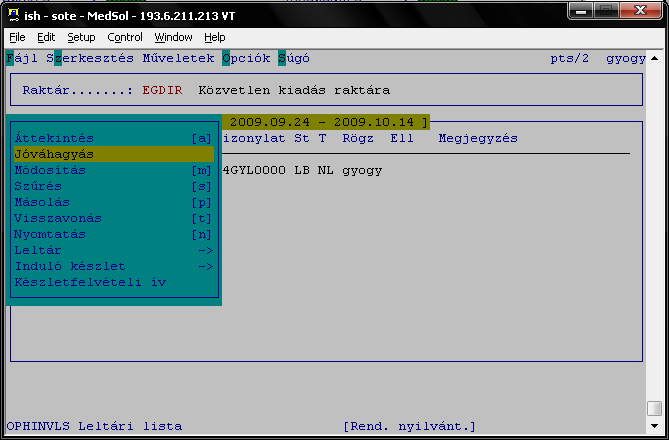 ish - sote - MedSol - 193.6.211.213 VT
File Edit Setup Control Window Help
Fájl Szerkesztés Műveletek Opciók Súgó pts/2 gyogy
Raktár.......: EGDIR Közvetlen kiadás raktára
2009.09.24 - 2009.10.14 ]
Áttekintés [a] izonylat St T Rögz Ell Megjegyzés
Jóváhagyás
Módosítás [m] 4GYL0000 LB NL gyogy
Szűrés [s]
Másolás [p]
Visszavonás [t]
Nyomtatás [n]
Leltár ->
Induló készlet ->
Készletfelvételi ív
OPHINVLS Leltári lista [Rend. nyilvánt.]